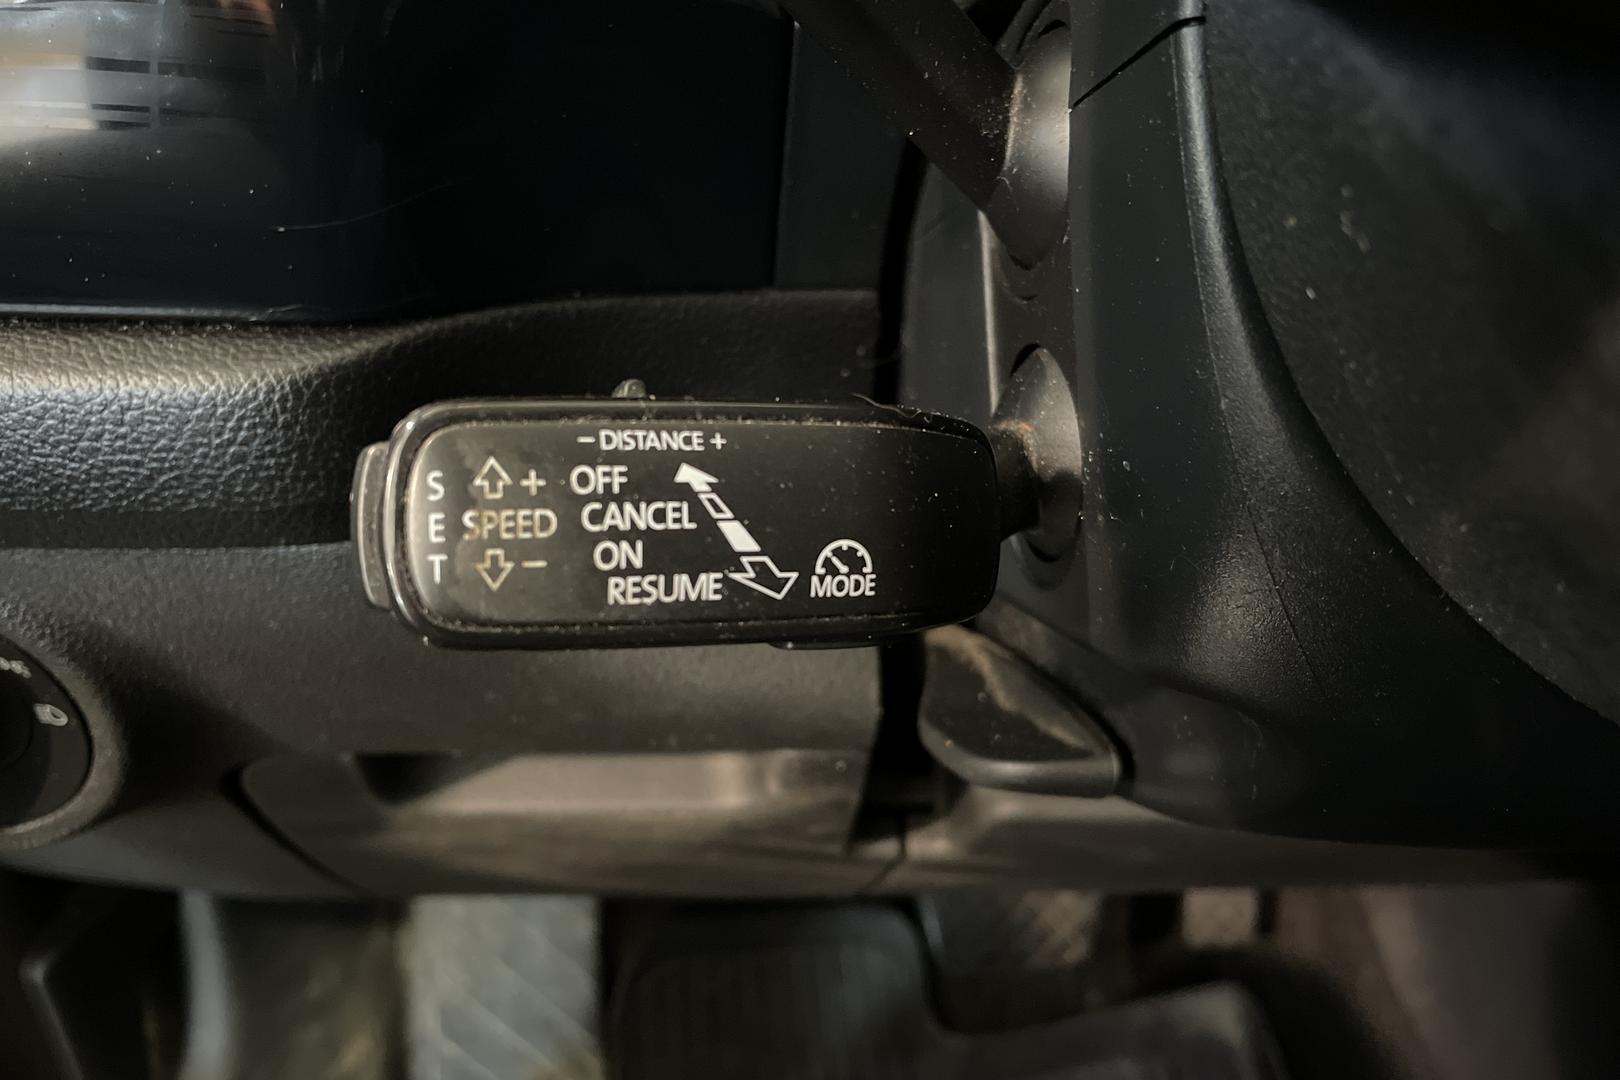 − DISTANCE +
S E T
+
SPEED
−
OFF
CANCEL
ON
RESUME
MODE